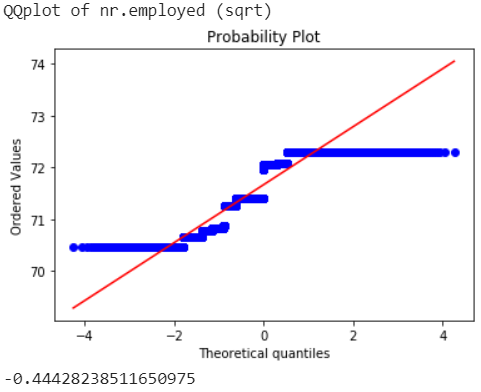 QQplot of nr.employed (sqrt)
Probability Plot
74
73
72
71
70
Ordered Values
−4
−2
0
2
4
Theoretical quantiles
-0.44428238511650975